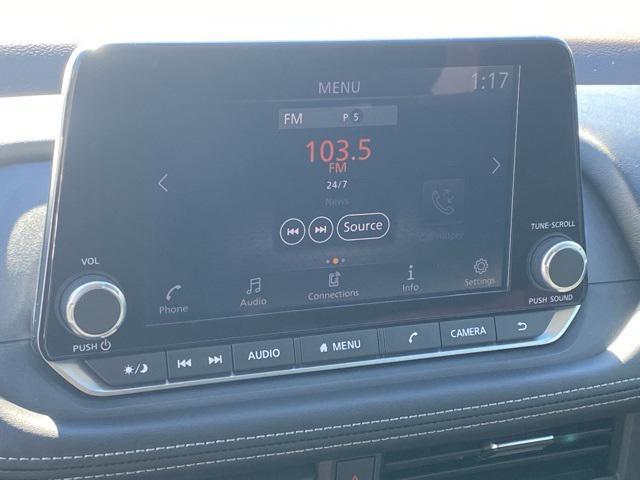 MENU 1:17
FM P 5
103.5
FM
24/7
News
Source
Call History
Phone Audio Connections Info Settings
VOL
PUSH
TUNE·SCROLL
PUSH SOUND
AUDIO MENU CAMERA